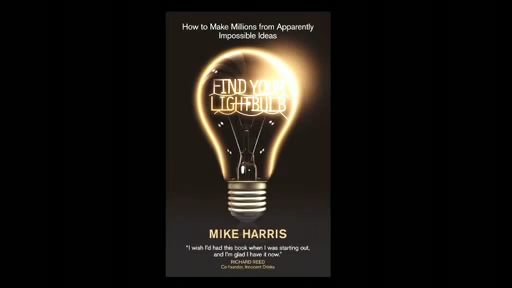 How to Make Millions from Apparently
Impossible Ideas
FIND YOUR
LIGHTBULB
MIKE HARRIS
"I wish I'd had this book when I was starting out,
and I'm glad I have it now."
RICHARD REED
Co-founder, Innocent Drinks